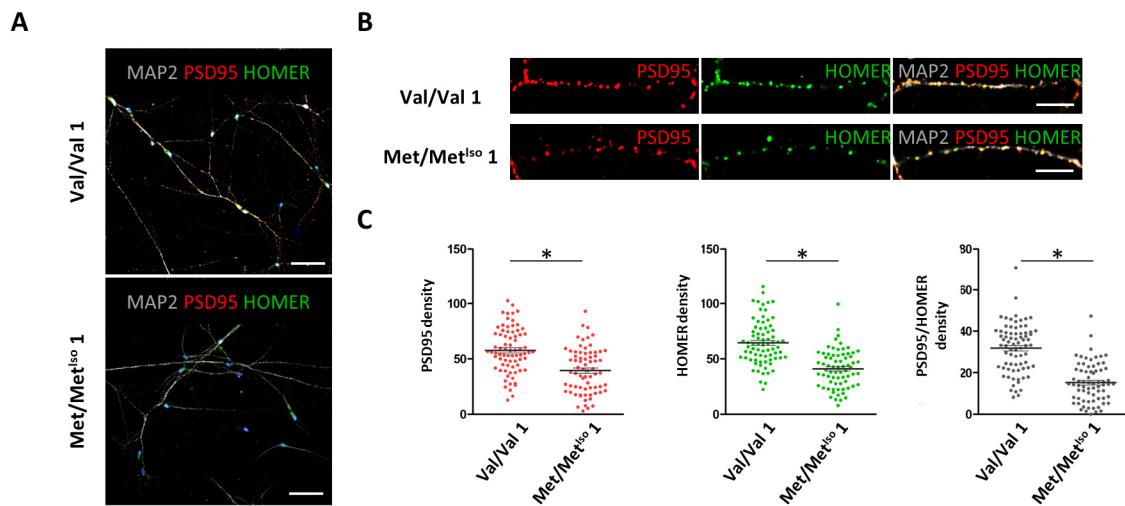 A
MAP2 PSD95 HOMER
Val/Val 1
MAP2 PSD95 HOMER
Met/Metᴵˢᵒ 1
B
PSD95 HOMER MAP2 PSD95 HOMER
Val/Val 1
PSD95 HOMER MAP2 PSD95 HOMER
Met/Metᴵˢᵒ 1
C
PSD95 density
150
100
50
0
*
Val/Val 1
Met/Metᴵˢᵒ 1
HOMER density
150
100
50
0
*
Val/Val 1
Met/Metᴵˢᵒ 1
PSD95/HOMER
density
80
60
40
20
0
*
Val/Val 1
Met/Metᴵˢᵒ 1